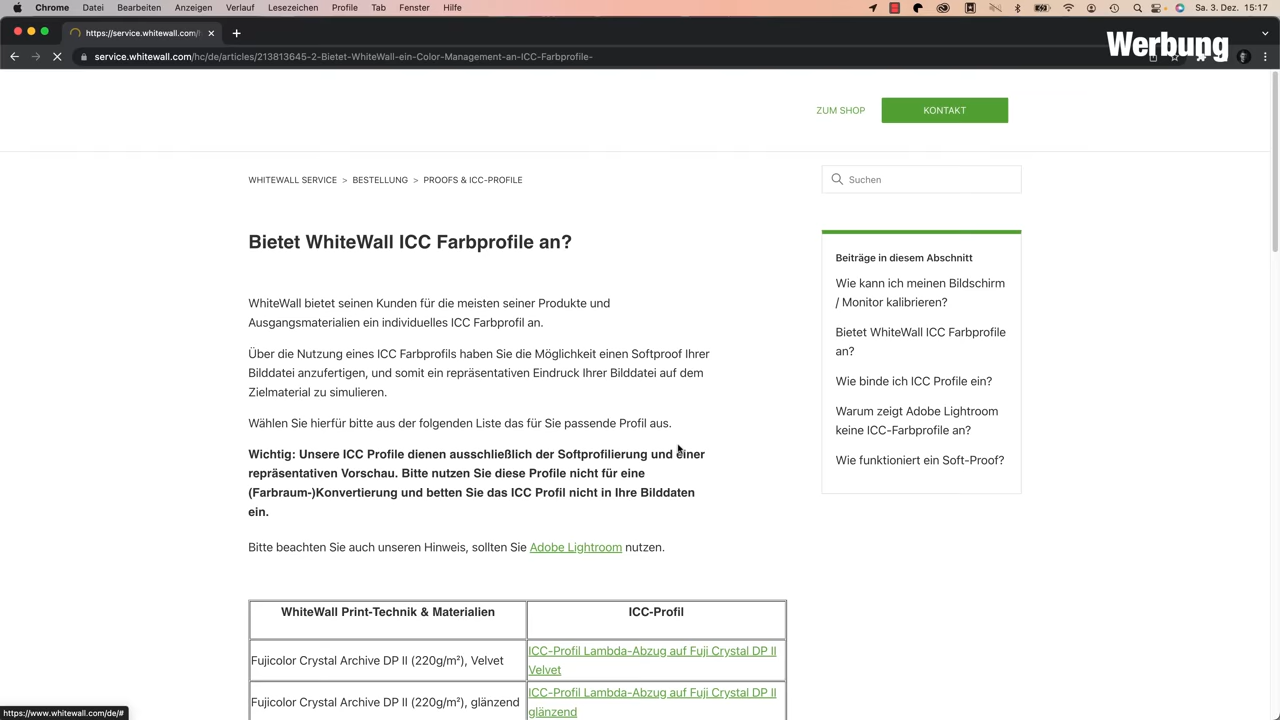 Chrome Datei Bearbeiten Anzeigen Verlauf Lesezeichen Profile Tab Fenster Hilfe Sa. 3. Dez. 15:17
https://service.whitewall.com/
Werbung
service.whitewall.com/hc/de/articles/213813645-2-Bietet-WhiteWall-ein-Color-Management-an-ICC-Farbprofile-
ZUM SHOP
KONTAKT
WHITEWALL SERVICE > BESTELLUNG > PROOFS & ICC-PROFILE
Suchen
Bietet WhiteWall ICC Farbprofile an?
WhiteWall bietet seinen Kunden für die meisten seiner Produkte und
Ausgangsmaterialien ein individuelles ICC Farbprofil an.
Über die Nutzung eines ICC Farbprofils haben Sie die Möglichkeit einen Softproof Ihrer
Bilddatei anzufertigen, und somit ein repräsentativen Eindruck Ihrer Bilddatei auf dem
Zielmaterial zu simulieren.
Wählen Sie hierfür bitte aus der folgenden Liste das für Sie passende Profil aus.
Wichtig: Unsere ICC Profile dienen ausschließlich der Softprofilierung und einer
repräsentativen Vorschau. Bitte nutzen Sie diese Profile nicht für eine
(Farbraum-)Konvertierung und betten Sie das ICC Profil nicht in Ihre Bilddaten
ein.
Bitte beachten Sie auch unseren Hinweis, sollten Sie Adobe Lightroom nutzen.
Beiträge in diesem Abschnitt
Wie kann ich meinen Bildschirm
/ Monitor kalibrieren?
Bietet WhiteWall ICC Farbprofile
an?
Wie binde ich ICC Profile ein?
Warum zeigt Adobe Lightroom
keine ICC-Farbprofile an?
Wie funktioniert ein Soft-Proof?
WhiteWall Print-Technik & Materialien
ICC-Profil
Fujicolor Crystal Archive DP II (220g/m²), Velvet
ICC-Profil Lambda-Abzug auf Fuji Crystal DP II
Velvet
Fujicolor Crystal Archive DP II (220g/m²), glänzend
ICC-Profil Lambda-Abzug auf Fuji Crystal DP II
glänzend
https://www.whitewall.com/de/#